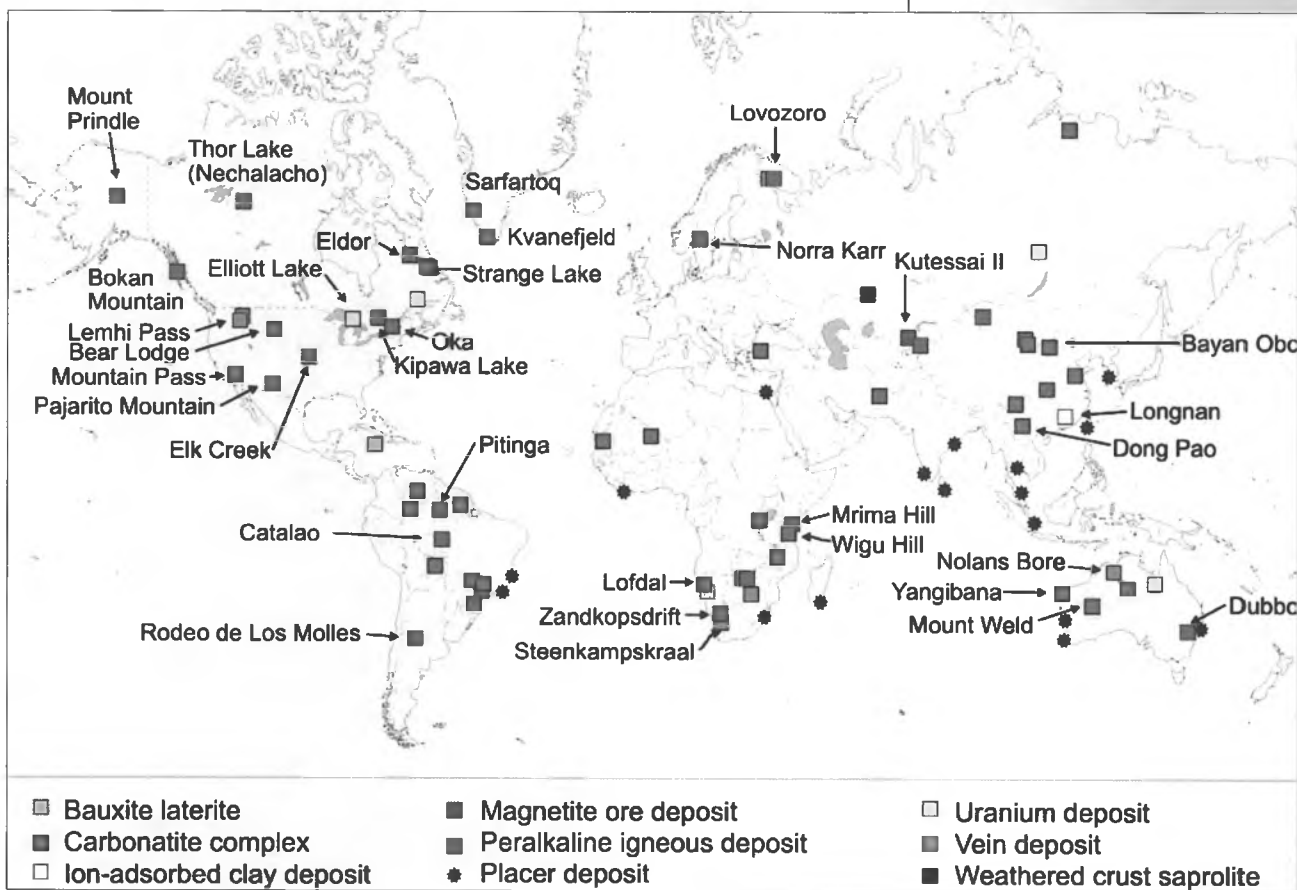 Mount
Prindle
Thor Lake
(Nechalacho)
Lovozoro
Sarfartoq
Kvanefjeld
Eldor
Norra Karr
Elliott Lake
Strange Lake
Kutessai II
Bokan
Mountain
Lemhi Pass
Oka
Bear Lodge
Kipawa Lake
Bayan Obo
Mountain Pass
Pajarito Mountain
Longnan
Elk Creek
Pitinga
Dong Pao
Catalao
Mrima Hill
Wigu Hill
Nolans Bore
Lofdal
Yangibana
Zandkopsdrift
Mount Weld
Dubbo
Rodeo de Los Molles
Steenkampskraal
Bauxite laterite
Carbonatite complex
Ion-adsorbed clay deposit
Magnetite ore deposit
Peralkaline igneous deposit
Placer deposit
Uranium deposit
Vein deposit
Weathered crust saprolite